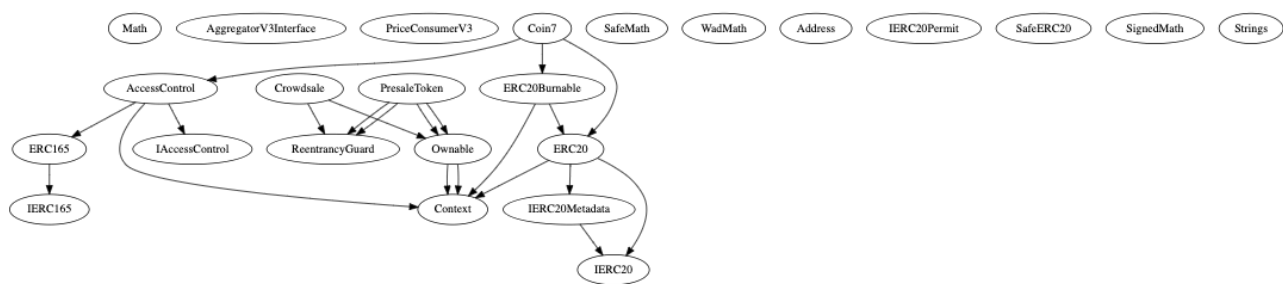 Math AggregatorV3Interface PriceConsumerV3 Coin7 SafeMath WadMath Address IERC20Permit SafeERC20 SignedMath Strings
AccessControl Crowdsale PresaleToken ERC20Burnable
ERC165 IAccessControl ReentrancyGuard Ownable ERC20
IERC165 Context IERC20Metadata
IERC20